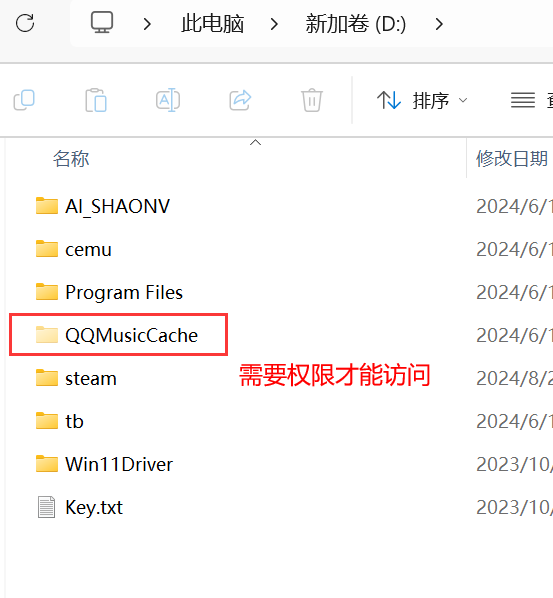 此电脑 新加卷 (D:)
排序
名称 修改日期
AI_SHAONV 2024/6/1
cemu 2024/6/1
Program Files 2024/6/1
QQMusicCache 2024/6/1
需要权限才能访问
steam 2024/8/2
tb 2024/6/1
Win11Driver 2023/10/
Key.txt 2023/10/